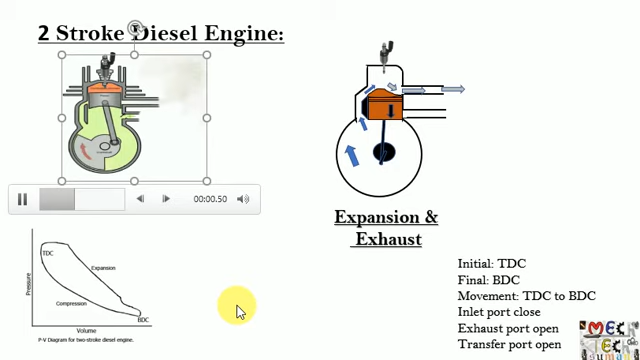 2 Stroke Diesel Engine:
00:00.50
Pressure
TDC
Expansion
Compression
BDC
Volume
P-V Diagram for two-stroke diesel engine.
Expansion &
Exhaust
Initial: TDC
Final: BDC
Movement: TDC to BDC
Inlet port close
Exhaust port open
Transfer port open
MECH
TECH